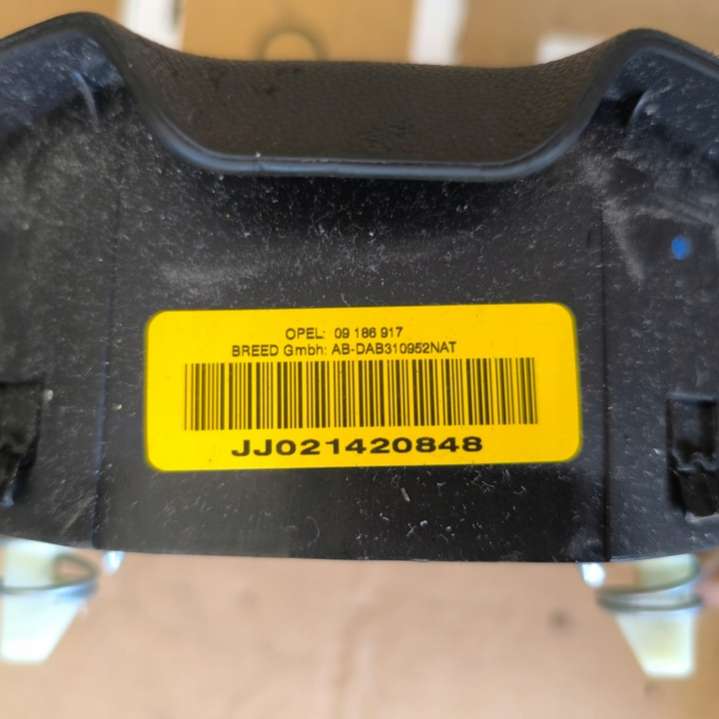 OPEL: 09 186 917
BREED Gmbh: AB-DAB310952NAT
JJ021420848